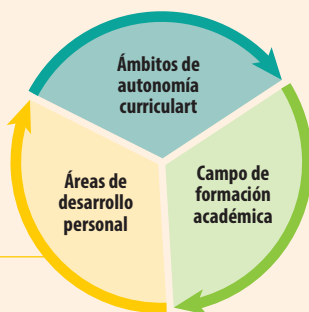 Ámbitos de
autonomía
curriculart
Campo de
formación
académica
Áreas de
desarrollo
personal